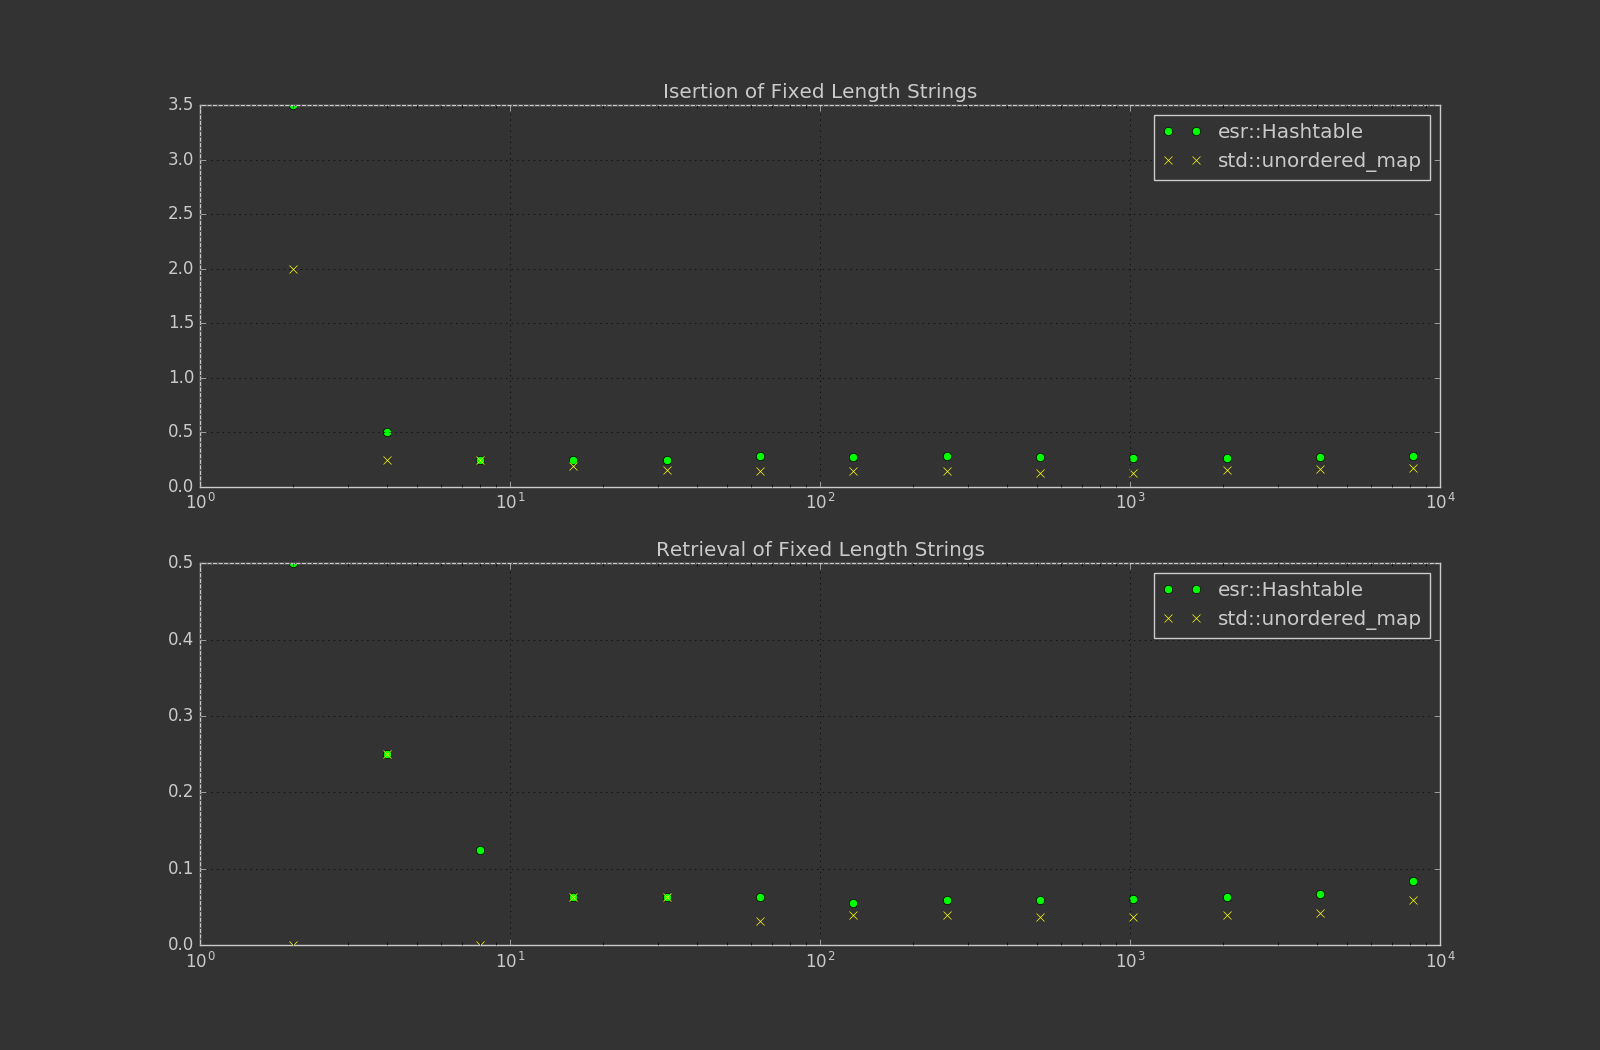 Isertion of Fixed Length Strings
3.5
3.0
2.5
2.0
1.5
1.0
0.5
0.0
esr::Hashtable
std::unordered_map
10^0 10^1 10^2 10^3 10^4
Retrieval of Fixed Length Strings
0.5
0.4
0.3
0.2
0.1
0.0
esr::Hashtable
std::unordered_map
10^0 10^1 10^2 10^3 10^4